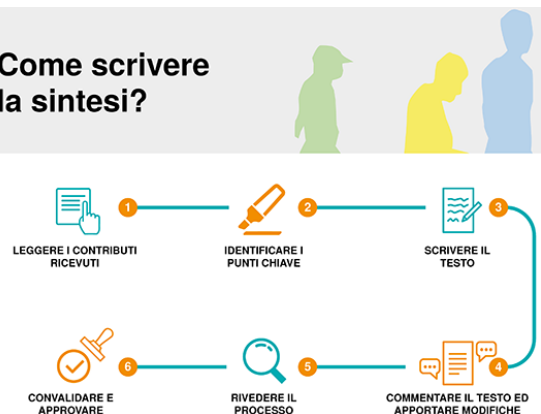 Come scrivere
la sintesi?
1
2
3
LEGGERE I CONTRIBUTI
RICEVUTI
IDENTIFICARE I
PUNTI CHIAVE
SCRIVERE IL
TESTO
6
5
4
CONVALIDARE E
APPROVARE
RIVEDERE IL
PROCESSO
COMMENTARE IL TESTO ED
APPORTARE MODIFICHE